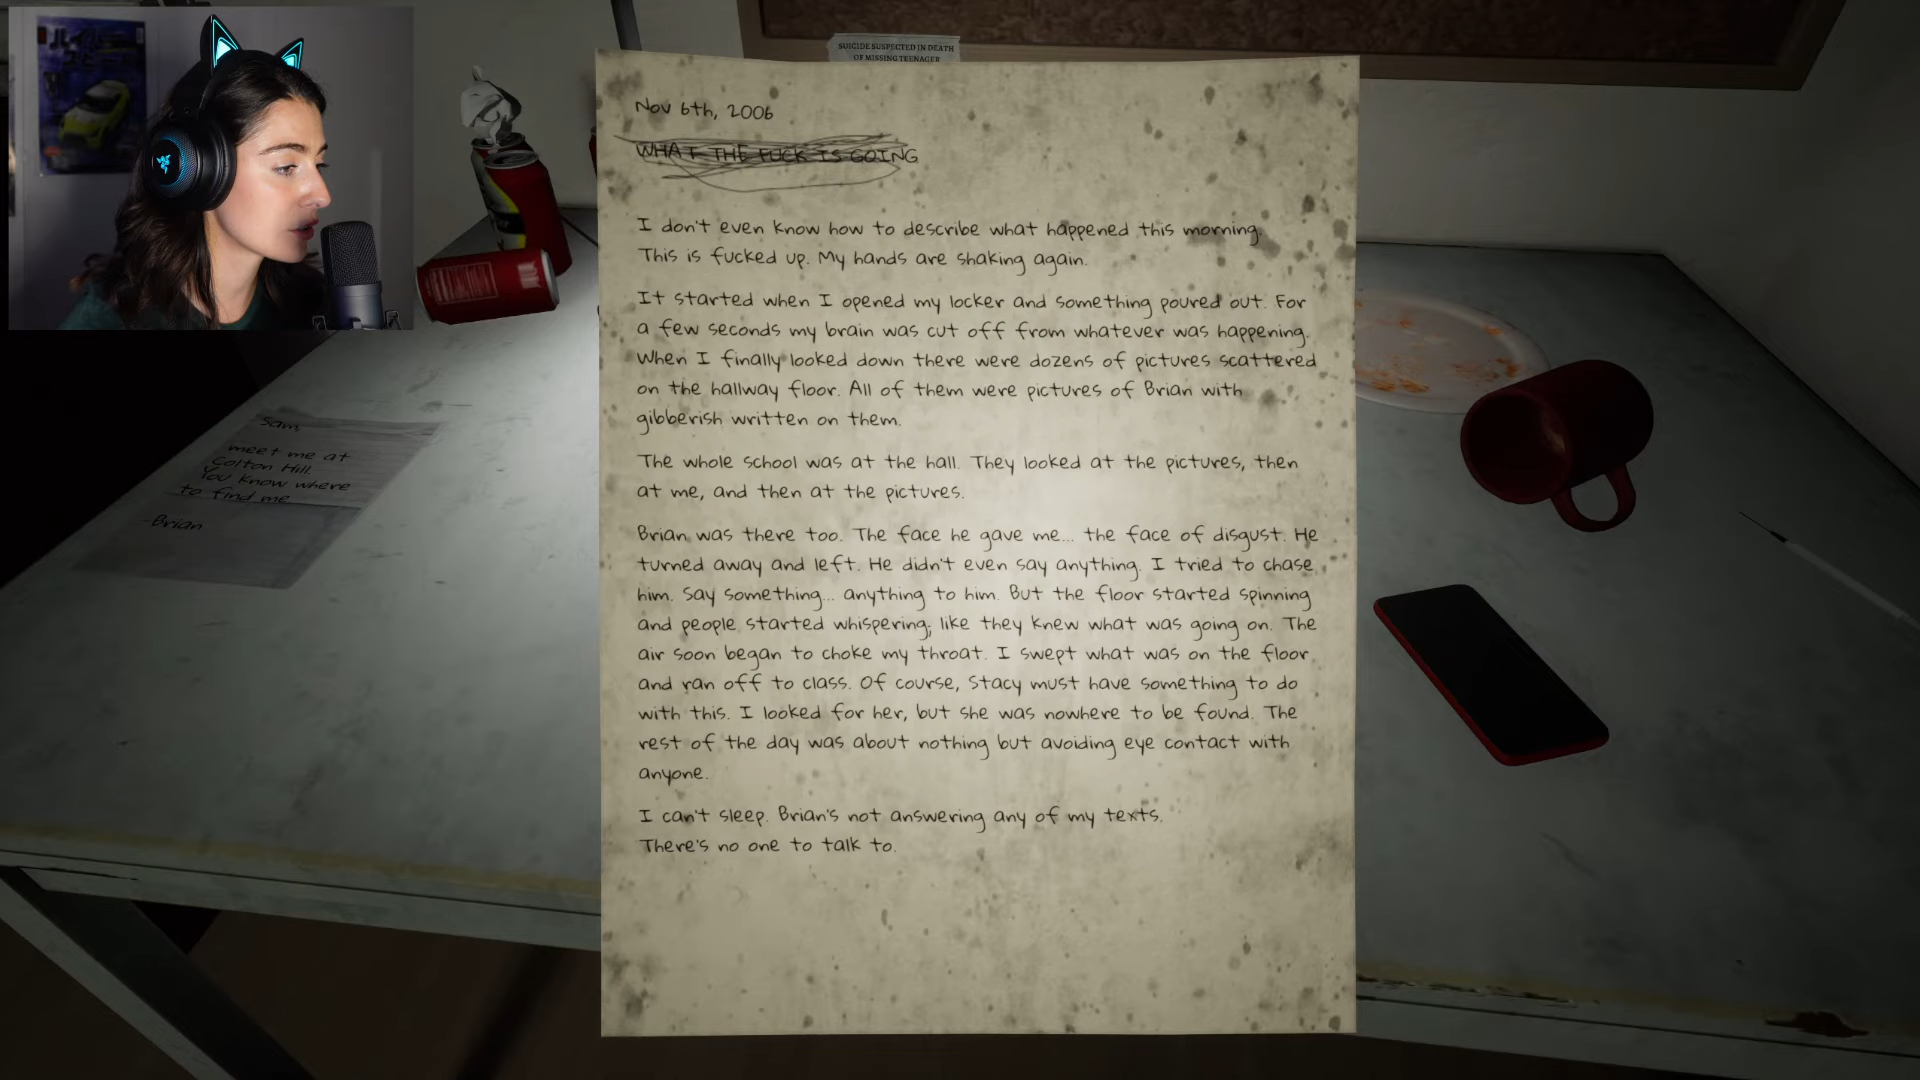 SUICIDE SUSPECTED IN DEATH
OF MISSING TEENAGER
Nov 6th, 2006
WHAT THE FUCK IS GOING
I don't even know how to describe what happened this morning.
This is fucked up. My hands are shaking again.
It started when I opened my locker and something poured out. For
a few seconds my brain was cut off from whatever was happening.
When I finally looked down there were dozens of pictures scattered
on the hallway floor. All of them were pictures of Brian with
gibberish written on them.
The whole school was at the hall. They looked at the pictures, then
at me, and then at the pictures.
Brian was there too. The face he gave me... the face of disgust. He
turned away and left. He didn't even say anything. I tried to chase
him. Say something... anything to him. But the floor started spinning
and people started whispering; like they knew what was going on. The
air soon began to choke my throat. I swept what was on the floor
and ran off to class. Of course, Stacy must have something to do
with this. I looked for her, but she was nowhere to be found. The
rest of the day was about nothing but avoiding eye contact with
anyone.
I can't sleep. Brian's not answering any of my texts.
There's no one to talk to.
Sam,
meet me at
Colton Hill.
You know where
to find me
-Brian